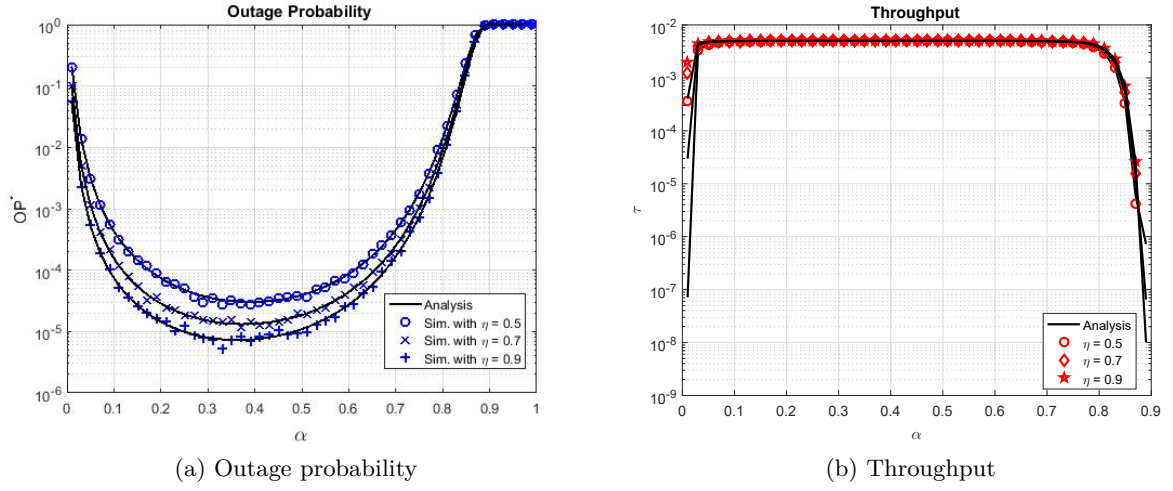 Outage Probability
10^0
10^-1
10^-2
10^-3
10^-4
10^-5
10^-6
OP*
0 0.1 0.2 0.3 0.4 0.5 0.6 0.7 0.8 0.9 1
α
Analysis
Sim. with η = 0.5
Sim. with η = 0.7
Sim. with η = 0.9
(a) Outage probability
Throughput
10^-2
10^-3
10^-4
10^-5
10^-6
10^-7
10^-8
10^-9
τ
0 0.1 0.2 0.3 0.4 0.5 0.6 0.7 0.8 0.9
α
Analysis
η = 0.5
η = 0.7
η = 0.9
(b) Throughput